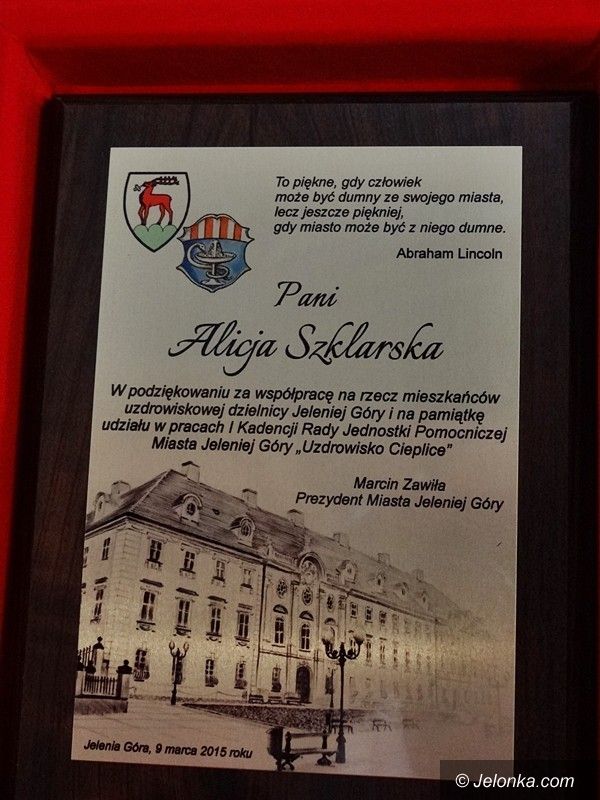 To piękne, gdy człowiek
może być dumny ze swojego miasta,
lecz jeszcze piękniej,
gdy miasto może być z niego dumne.
Abraham Lincoln
Pani
Alicja Szklarska
W podziękowaniu za współpracę na rzecz mieszkańców
uzdrowiskowej dzielnicy Jeleniej Góry i na pamiątkę
udziału w pracach I Kadencji Rady Jednostki Pomocniczej
Miasta Jeleniej Góry „Uzdrowisko Cieplice”
Marcin Zawiła
Prezydent Miasta Jeleniej Góry
Jelenia Góra, 9 marca 2015 roku
© Jelonka.com